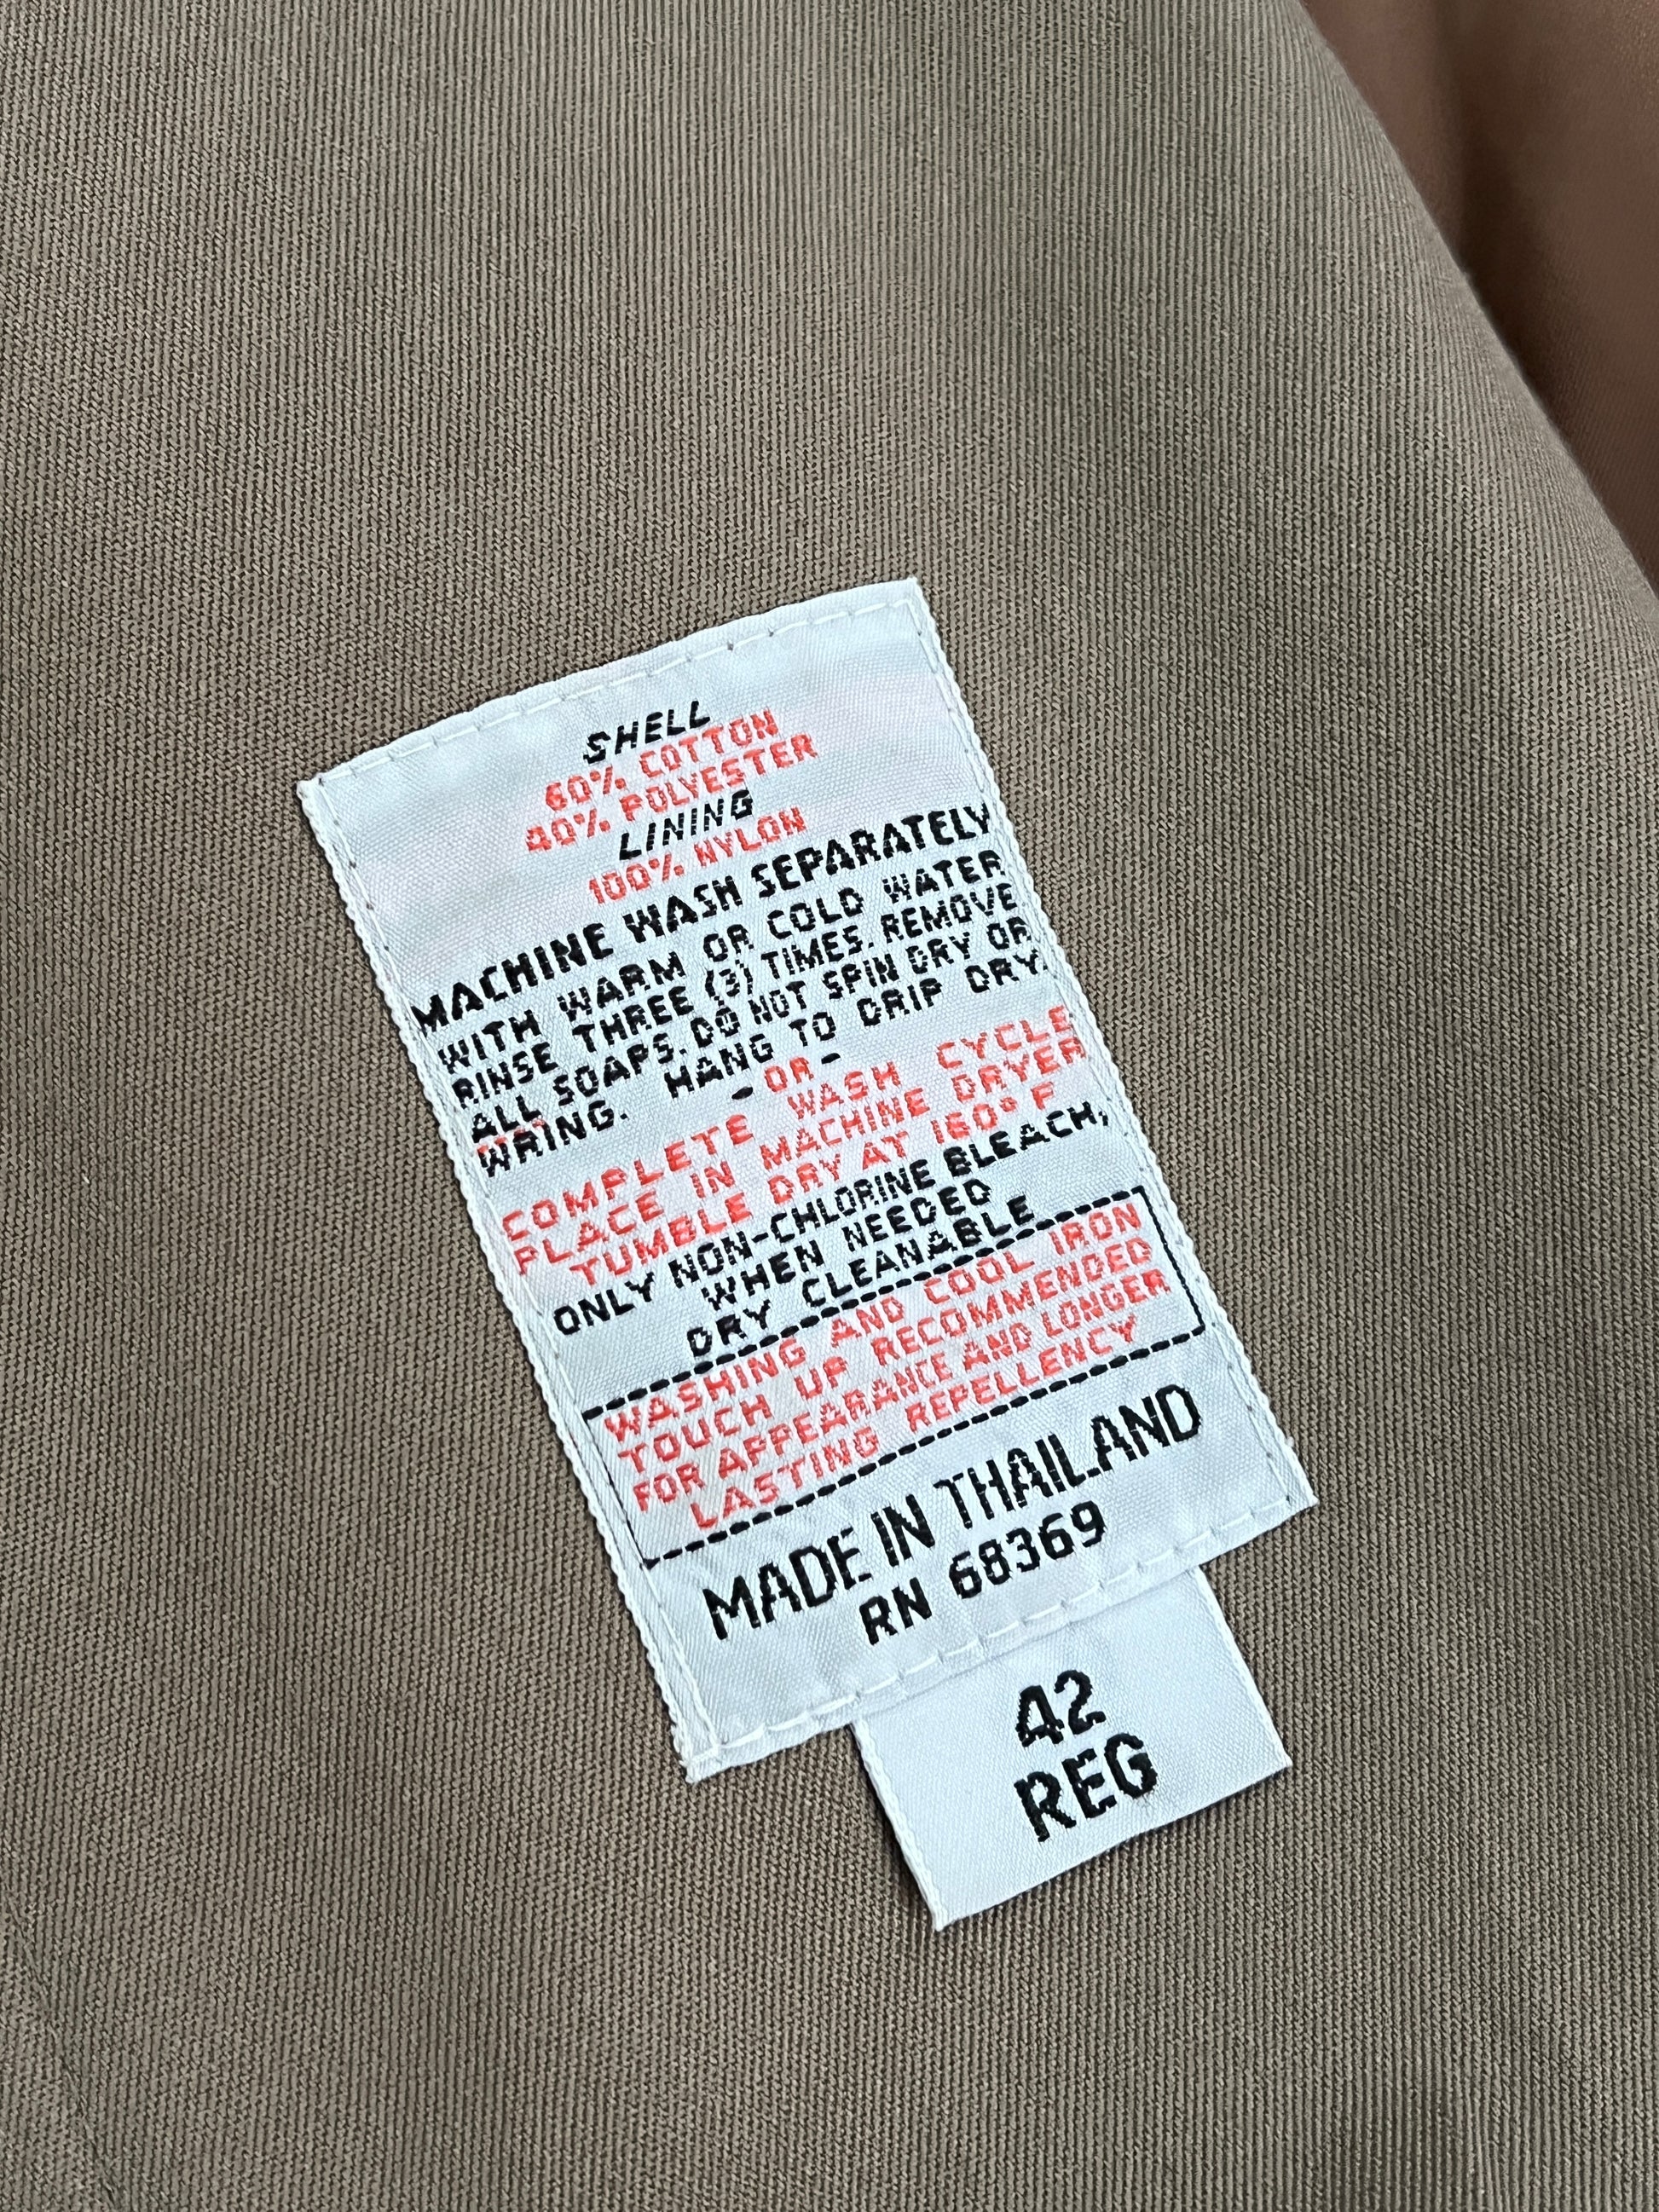 SHELL
60% COTTON
40% POLYESTER
LINING
100% NYLON
MACHINE WASH SEPARATELY
WITH WARM OR COLD WATER
RINSE THREE (3) TIMES. REMOVE
ALL SOAPS. DO NOT SPIN DRY OR
WRING. HANG TO DRIP DRY.
- OR -
COMPLETE WASH CYCLE
PLACE IN MACHINE DRYER
TUMBLE DRY AT 160° F
ONLY NON-CHLORINE BLEACH,
WHEN NEEDED
DRY CLEANABLE
WASHING AND COOL IRON
TOUCH UP RECOMMENDED
FOR APPEARANCE AND LONGER
LASTING REPELLENCY
MADE IN THAILAND
RN 68369
42
REG